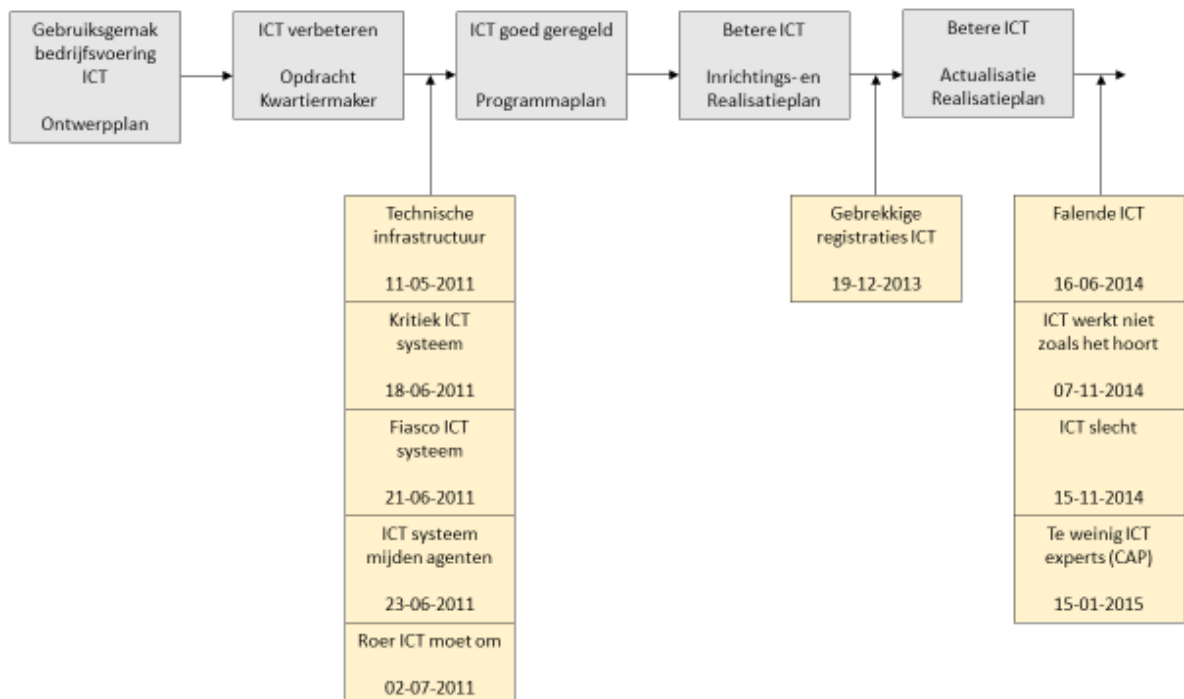 Gebruiksgemak
bedrijfsvoering
ICT
Ontwerpplan
ICT verbeteren
Opdracht
Kwartiermaker
ICT goed geregeld
Programmaplan
Betere ICT
Inrichtings- en
Realisatieplan
Betere ICT
Actualisatie
Realisatieplan
Technische
infrastructuur
11-05-2011
Kritiek ICT
systeem
18-06-2011
Fiasco ICT
systeem
21-06-2011
ICT systeem
mijden agenten
23-06-2011
Roer ICT moet om
02-07-2011
Gebrekkige
registraties ICT
19-12-2013
Falende ICT
16-06-2014
ICT werkt niet
zoals het hoort
07-11-2014
ICT slecht
15-11-2014
Te weinig ICT
experts (CAP)
15-01-2015